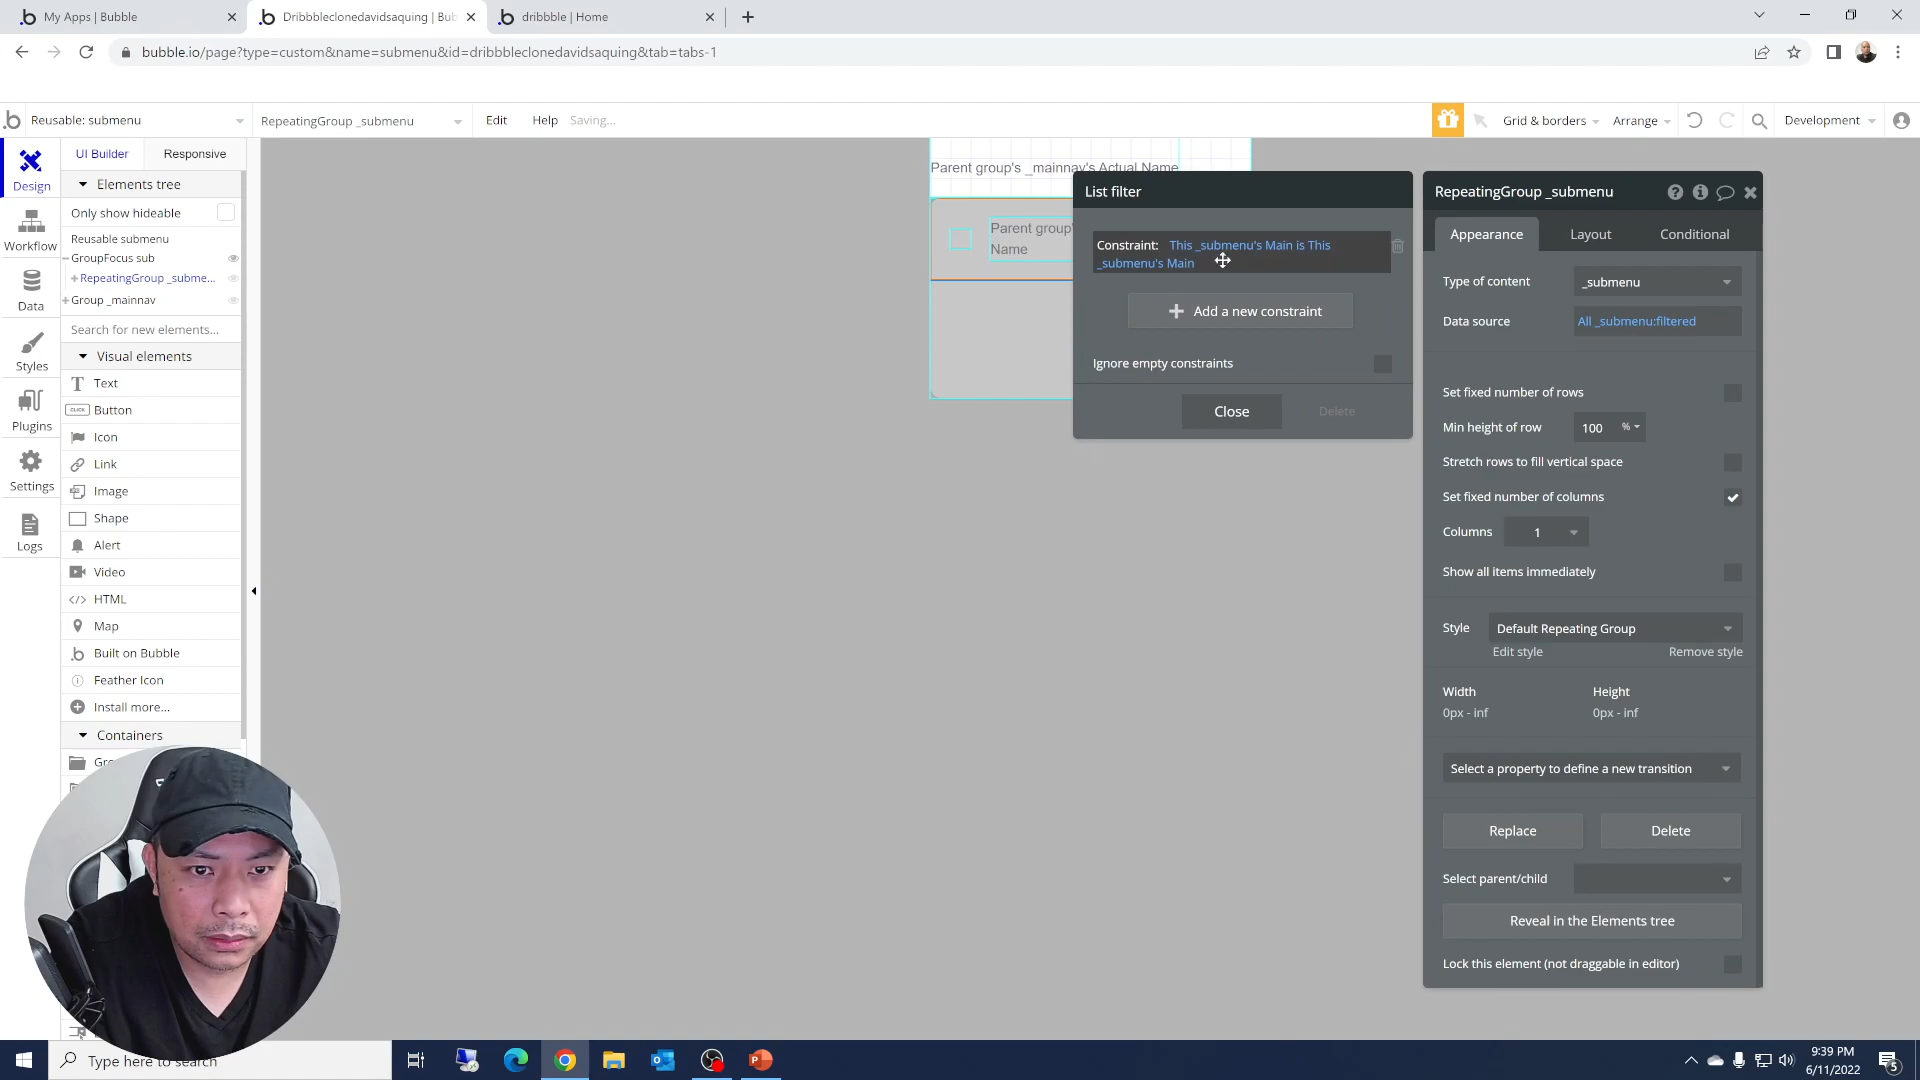 My Apps | Bubble
Dribbbleclonedavidsaquing | Bub
dribbble | Home
bubble.io/page?type=custom&name=submenu&id=dribbbleclonedavidsaquing&tab=tabs-1
Reusable: submenu
RepeatingGroup _submenu
Edit
Help
Saving...
Grid & borders
Arrange
Development
Design
Workflow
Data
Styles
Plugins
Settings
Logs
UI Builder
Responsive
Elements tree
Only show hideable
Reusable submenu
GroupFocus sub
RepeatingGroup _subme...
Group _mainnav
Search for new elements...
Visual elements
Text
CLICK Button
Icon
Link
Image
Shape
Alert
Video
HTML
Map
Built on Bubble
Feather Icon
Install more...
Containers
Parent group's _mainnav's Actual Name
Parent group'
Name
List filter
Constraint: This _submenu's Main is This
_submenu's Main
Add a new constraint
Ignore empty constraints
Close
Delete
RepeatingGroup _submenu
Appearance
Layout
Conditional
Type of content
_submenu
Data source
All _submenu:filtered
Set fixed number of rows
Min height of row
100
%
Stretch rows to fill vertical space
Set fixed number of columns
Columns
1
Show all items immediately
Style
Default Repeating Group
Edit style
Remove style
Width
Height
0px - inf
0px - inf
Select a property to define a new transition
Replace
Delete
Select parent/child
Reveal in the Elements tree
Lock this element (not draggable in editor)
Type here to search
9:39 PM
6/11/2022
5